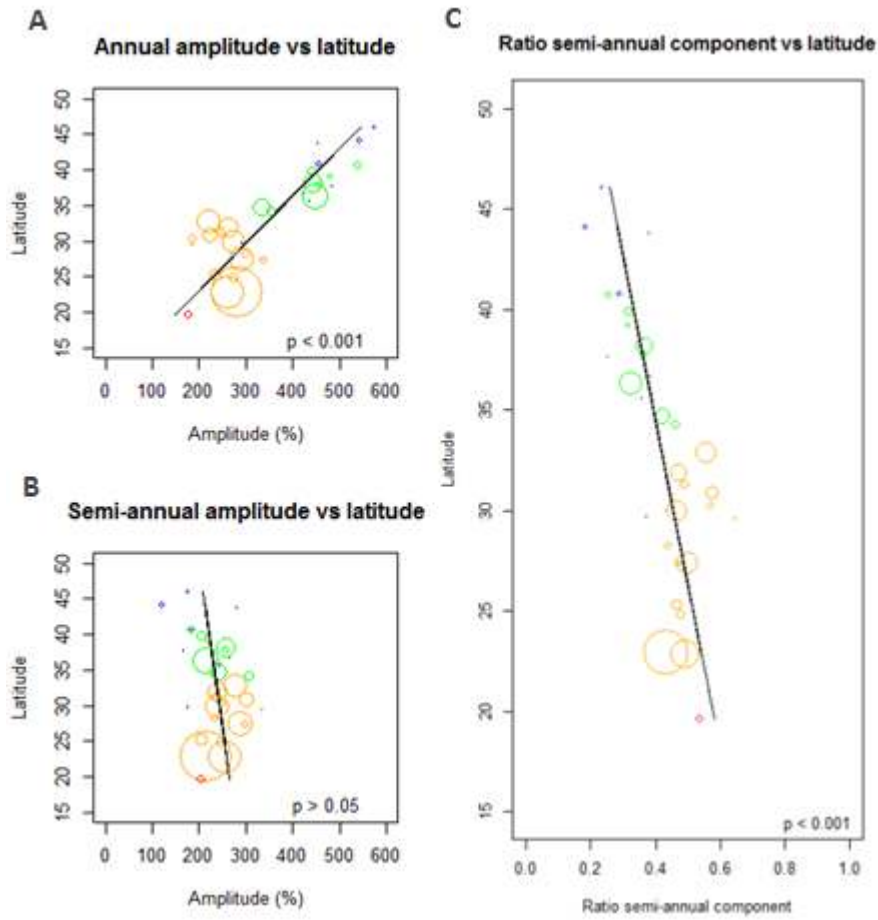 A
Annual amplitude vs latitude
50
45
40
35
30
25
20
15
Latitude
p < 0.001
0 100 200 300 400 500 600
Amplitude (%)
B
Semi-annual amplitude vs latitude
50
45
40
35
30
25
20
15
Latitude
p > 0.05
0 100 200 300 400 500 600
Amplitude (%)
C
Ratio semi-annual component vs latitude
50
45
40
35
30
25
20
15
Latitude
p < 0.001
0.0 0.2 0.4 0.6 0.8 1.0
Ratio semi-annual component